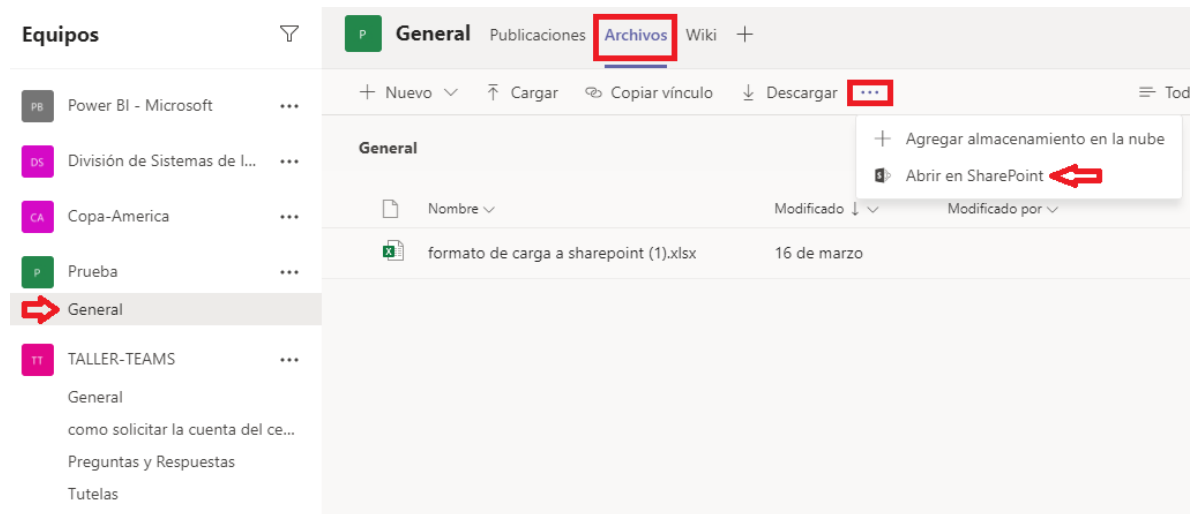 Equipos
PB Power BI - Microsoft ...
DS División de Sistemas de I... ...
CA Copa-America ...
P Prueba ...
General
TT TALLER-TEAMS ...
General
como solicitar la cuenta del ce...
Preguntas y Respuestas
Tutelas
P General Publicaciones Archivos Wiki +
+ Nuevo Cargar Copiar vínculo Descargar ... Tod
+ Agregar almacenamiento en la nube
Abrir en SharePoint
General
Nombre Modificado ↓ Modificado por
formato de carga a sharepoint (1).xlsx 16 de marzo